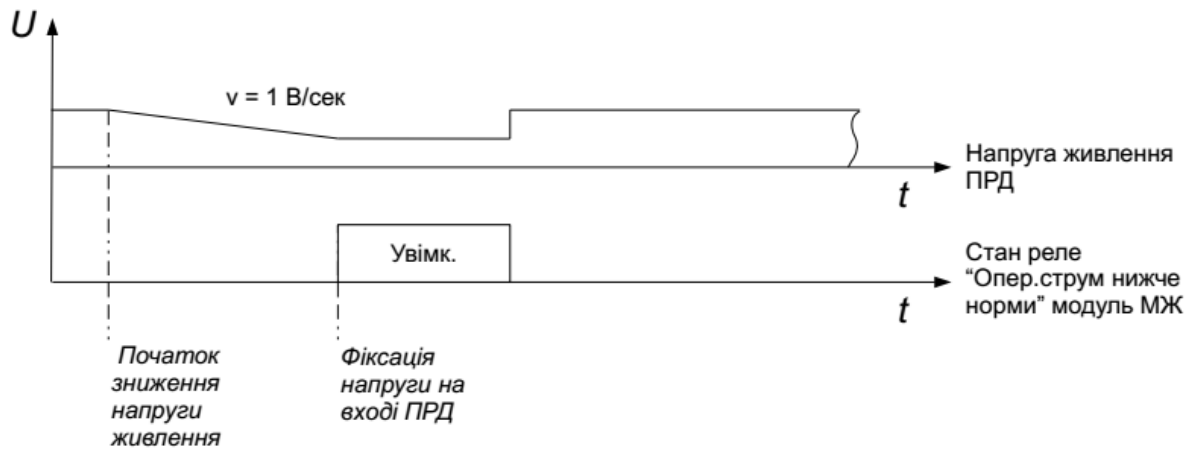 U
v = 1 В/сек
Напруга живлення
ПРД
t
Увімк.
Стан реле
“Опер.струм нижче
норми” модуль МЖ
t
Початок
зниження
напруги
живлення
Фіксація
напруги на
вході ПРД